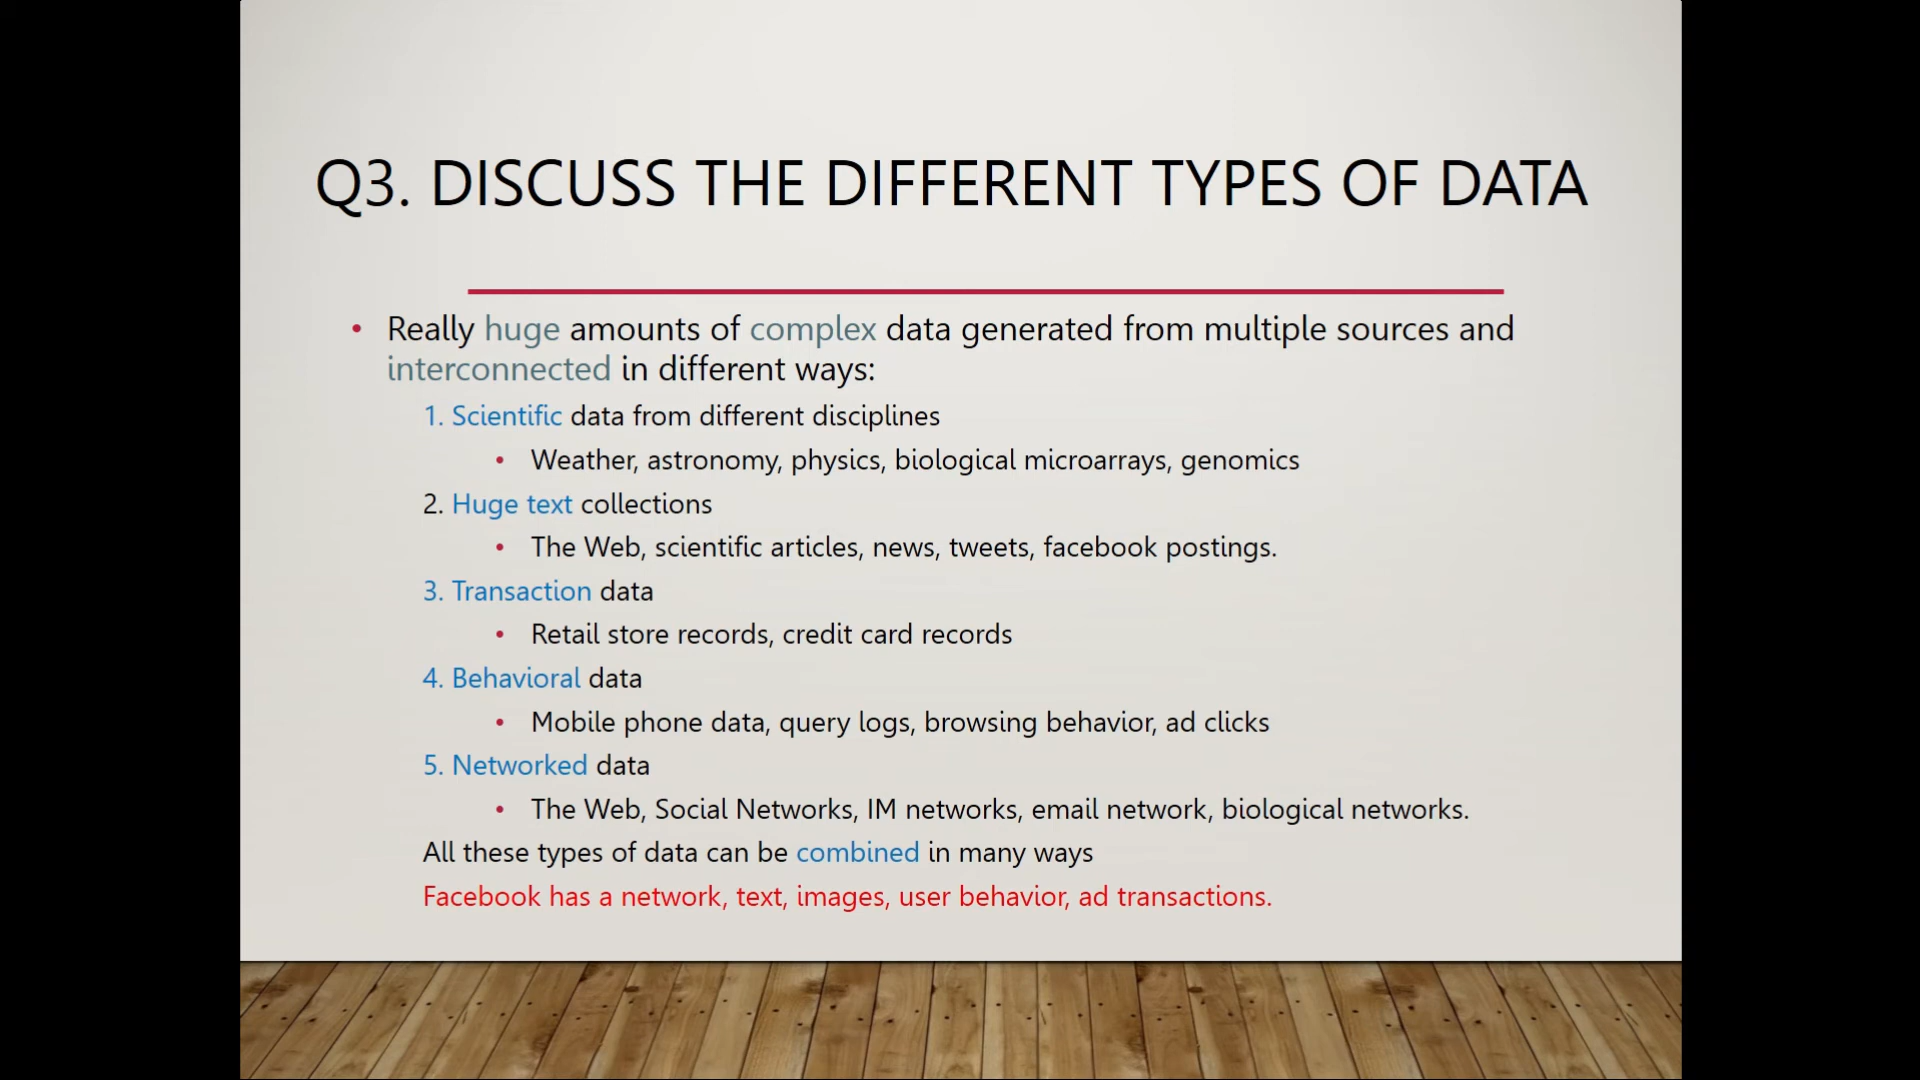 Q3. DISCUSS THE DIFFERENT TYPES OF DATA
• Really huge amounts of complex data generated from multiple sources and
interconnected in different ways:
1. Scientific data from different disciplines
• Weather, astronomy, physics, biological microarrays, genomics
2. Huge text collections
• The Web, scientific articles, news, tweets, facebook postings.
3. Transaction data
• Retail store records, credit card records
4. Behavioral data
• Mobile phone data, query logs, browsing behavior, ad clicks
5. Networked data
• The Web, Social Networks, IM networks, email network, biological networks.
All these types of data can be combined in many ways
Facebook has a network, text, images, user behavior, ad transactions.